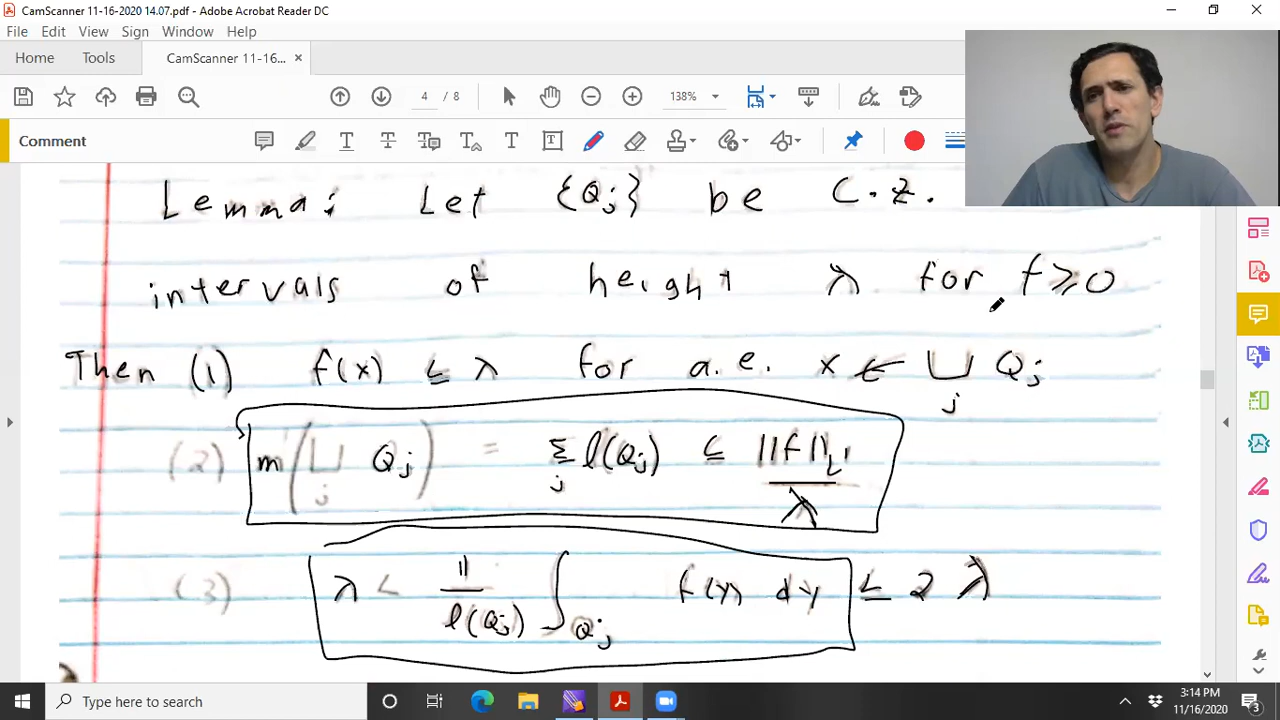 CamScanner 11-16-2020 14.07.pdf - Adobe Acrobat Reader DC
File Edit View Sign Window Help
Home Tools CamScanner 11-16... ×
4 / 8 138%
Comment
Lemma: Let {Qj} be C.Z.
intervals of height λ for f≥0
Then (1) f(x) ≤ λ for a.e. x ∉ ⋃j Qj
(2) m(⋃j Qj) = Σj l(Qj) ≤ ||f||L1 / λ
(3) λ < 1/l(Qj) ∫Qj f(y) dy ≤ 2λ
Type here to search
3:14 PM
11/16/2020
3